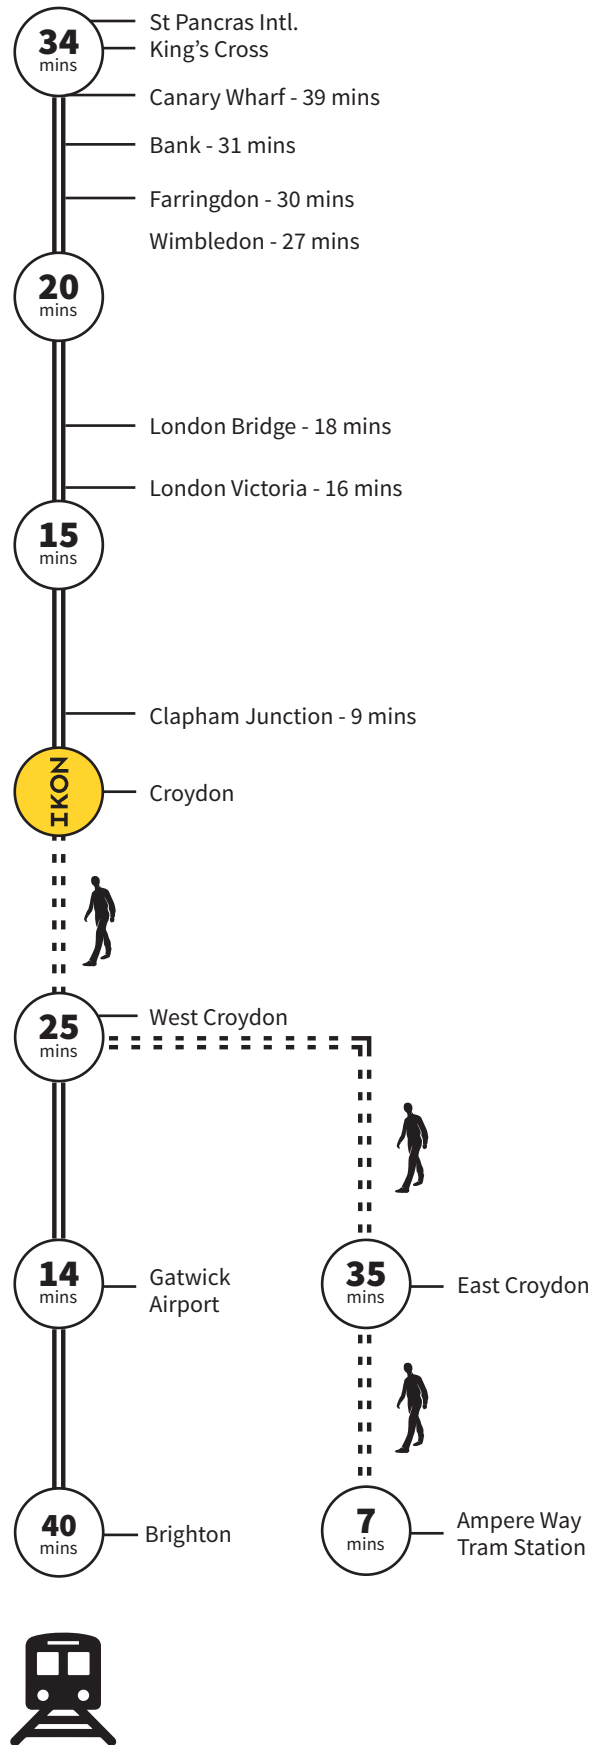 34
mins
St Pancras Intl.
King’s Cross
Canary Wharf - 39 mins
Bank - 31 mins
Farringdon - 30 mins
Wimbledon - 27 mins
20
mins
London Bridge - 18 mins
London Victoria - 16 mins
15
mins
Clapham Junction - 9 mins
IKON
Croydon
West Croydon
25
mins
14
mins
Gatwick
Airport
35
mins
East Croydon
40
mins
Brighton
7
mins
Ampere Way
Tram Station